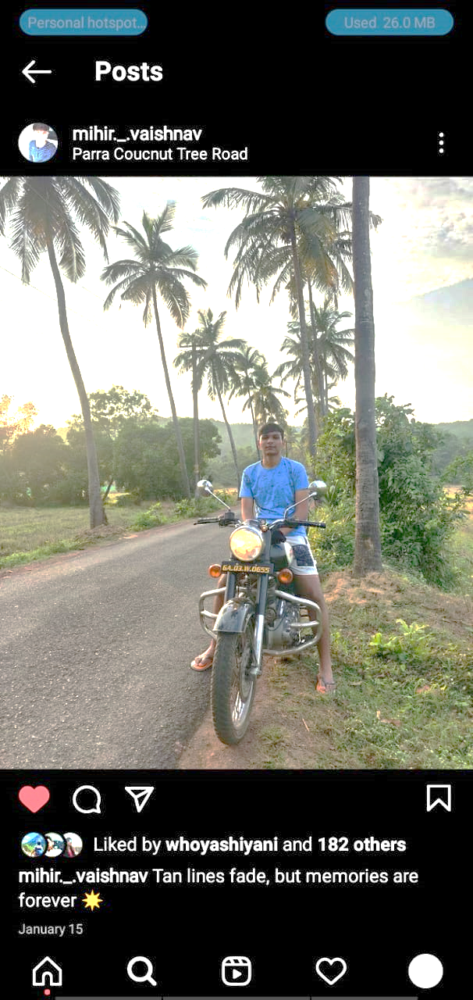 Personal hotspot...
Used 26.0 MB
Posts
mihir._.vaishnav
Parra Coucnut Tree Road
GA.03.W.0655
Liked by whoyashiyani and 182 others
mihir._.vaishnav Tan lines fade, but memories are
forever
January 15